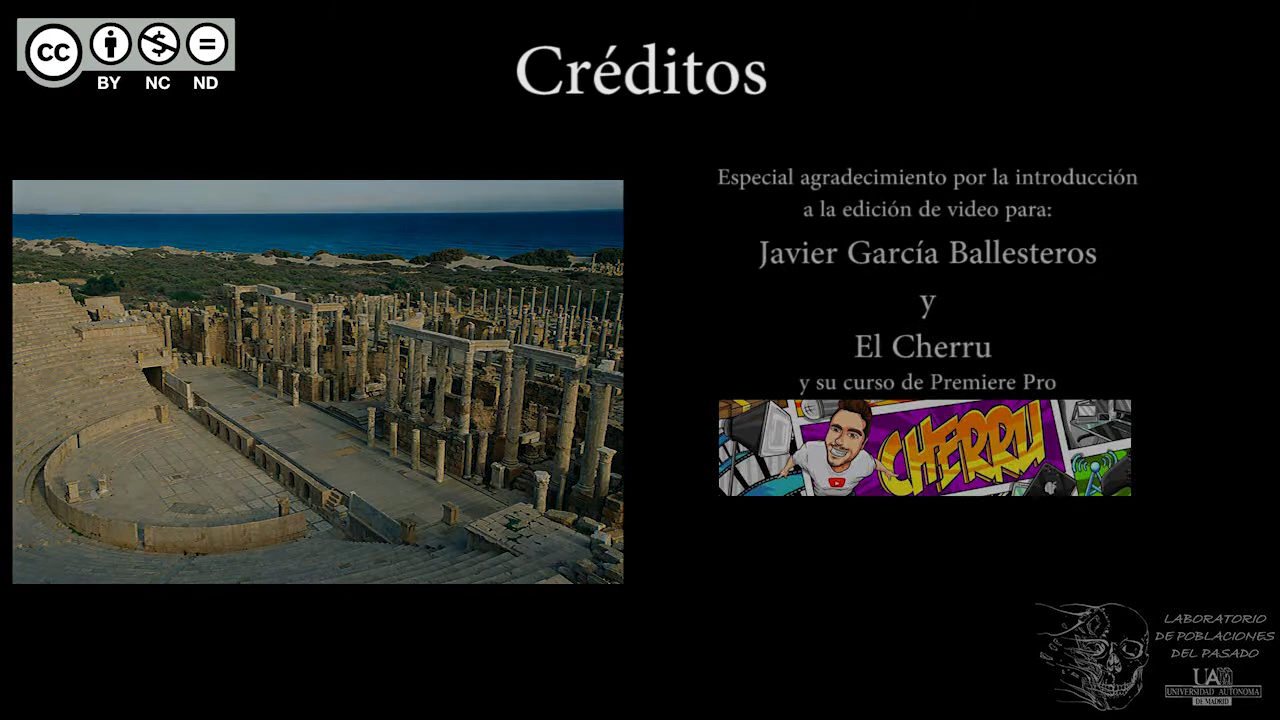 CC
BY NC ND
Créditos
Especial agradecimiento por la introducción
a la edición de video para:
Javier García Ballesteros
y
El Cherru
y su curso de Premiere Pro
CHERRU
LABORATORIO
DE POBLACIONES
DEL PASADO
UAM
UNIVERSIDAD AUTONOMA
DE MADRID